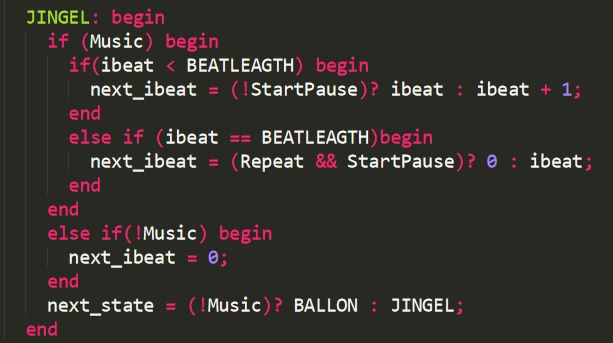 JINGEL: begin
if (Music) begin
if(ibeat < BEATLEAGTH) begin
next_ibeat = (!StartPause)? ibeat : ibeat + 1;
end
else if (ibeat == BEATLEAGTH)begin
next_ibeat = (Repeat && StartPause)? 0 : ibeat;
end
end
else if(!Music) begin
next_ibeat = 0;
end
next_state = (!Music)? BALLON : JINGEL;
end